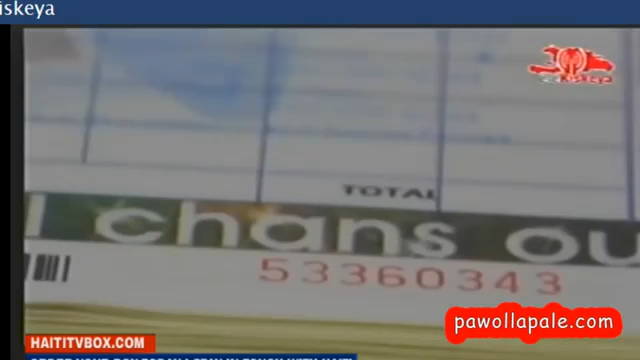 iskeya
TOTAL
l chans ou
53360343
pawollapale.com
HAITITVBOX.COM